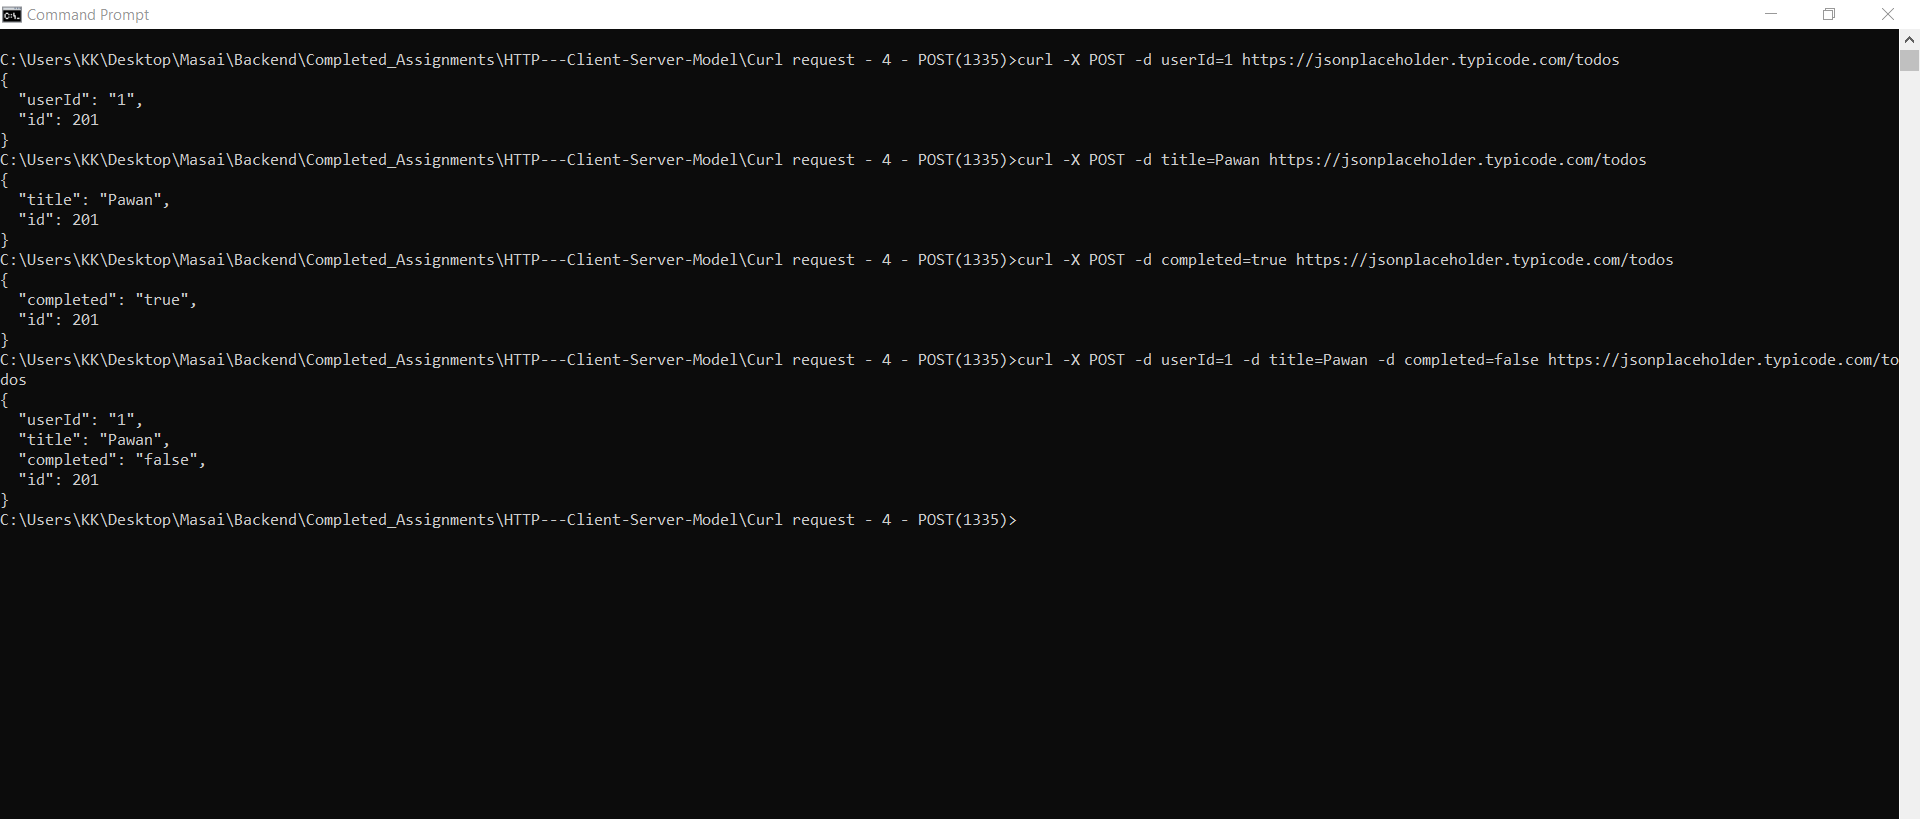 Command Prompt
C:\Users\KK\Desktop\Masai\Backend\Completed_Assignments\HTTP---Client-Server-Model\Curl request - 4 - POST(1335)>curl -X POST -d userId=1 https://jsonplaceholder.typicode.com/todos
{
  "userId": "1",
  "id": 201
}
C:\Users\KK\Desktop\Masai\Backend\Completed_Assignments\HTTP---Client-Server-Model\Curl request - 4 - POST(1335)>curl -X POST -d title=Pawan https://jsonplaceholder.typicode.com/todos
{
  "title": "Pawan",
  "id": 201
}
C:\Users\KK\Desktop\Masai\Backend\Completed_Assignments\HTTP---Client-Server-Model\Curl request - 4 - POST(1335)>curl -X POST -d completed=true https://jsonplaceholder.typicode.com/todos
{
  "completed": "true",
  "id": 201
}
C:\Users\KK\Desktop\Masai\Backend\Completed_Assignments\HTTP---Client-Server-Model\Curl request - 4 - POST(1335)>curl -X POST -d userId=1 -d title=Pawan -d completed=false https://jsonplaceholder.typicode.com/to
dos
{
  "userId": "1",
  "title": "Pawan",
  "completed": "false",
  "id": 201
}
C:\Users\KK\Desktop\Masai\Backend\Completed_Assignments\HTTP---Client-Server-Model\Curl request - 4 - POST(1335)>